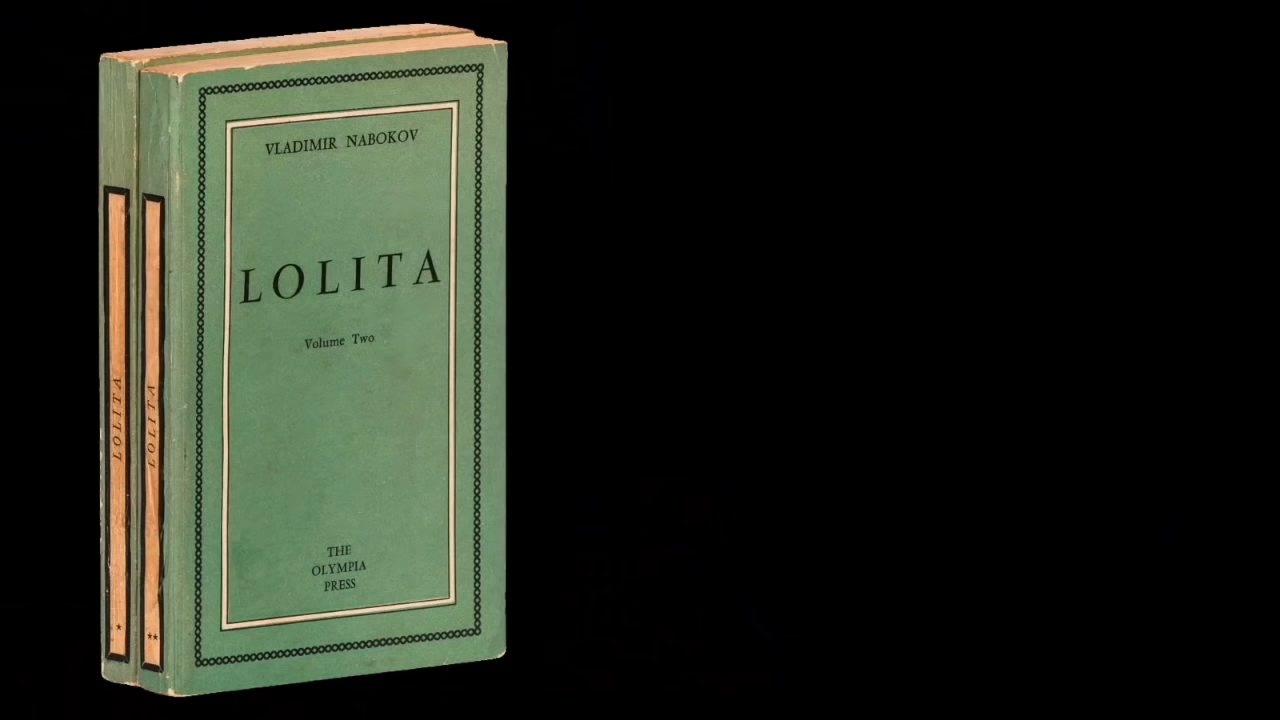 VLADIMIR NABOKOV
LOLITA
Volume Two
THE
OLYMPIA
PRESS
LOLITA
*
LOLITA
**